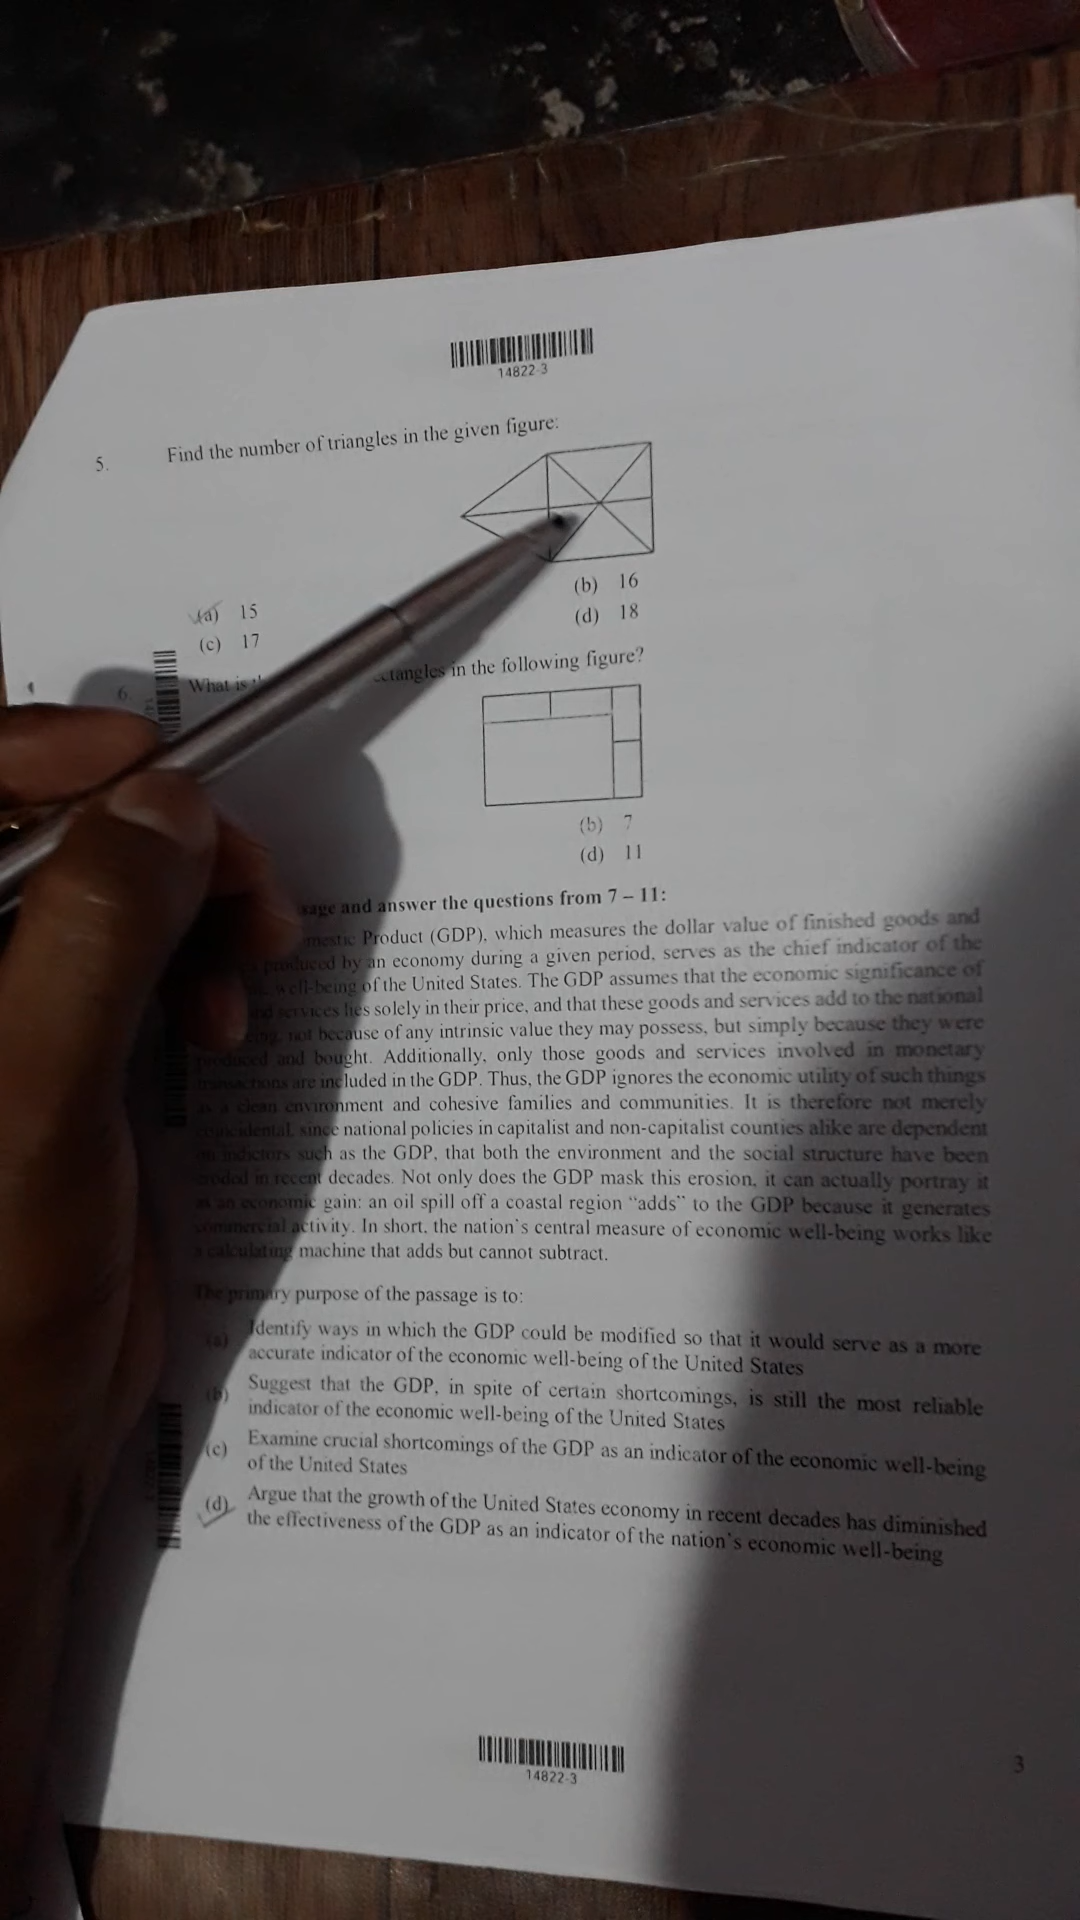 14822-3
5. Find the number of triangles in the given figure:
(a) 15 (b) 16
(c) 17 (d) 18
6. What is rectangles in the following figure?
(b) 7
(d) 11
and answer the questions from 7 – 11:
Product (GDP), which measures the dollar value of finished goods and
produced by an economy during a given period, serves as the chief indicator of the
well-being of the United States. The GDP assumes that the economic significance of
services lies solely in their price, and that these goods and services add to the national
not because of any intrinsic value they may possess, but simply because they were
produced and bought. Additionally, only those goods and services involved in monetary
transactions are included in the GDP. Thus, the GDP ignores the economic utility of such things
as a clean environment and cohesive families and communities. It is therefore not merely
coincidental, since national policies in capitalist and non-capitalist counties alike are dependent
on such as the GDP, that both the environment and the social structure have been
eroded in recent decades. Not only does the GDP mask this erosion, it can actually portray it
as an economic gain: an oil spill off a coastal region “adds” to the GDP because it generates
commercial activity. In short, the nation's central measure of economic well-being works like
a calculating machine that adds but cannot subtract.
The primary purpose of the passage is to:
(a) Identify ways in which the GDP could be modified so that it would serve as a more
accurate indicator of the economic well-being of the United States
(b) Suggest that the GDP, in spite of certain shortcomings, is still the most reliable
indicator of the economic well-being of the United States
(c) Examine crucial shortcomings of the GDP as an indicator of the economic well-being
of the United States
(d) Argue that the growth of the United States economy in recent decades has diminished
the effectiveness of the GDP as an indicator of the nation's economic well-being
14822-3
3